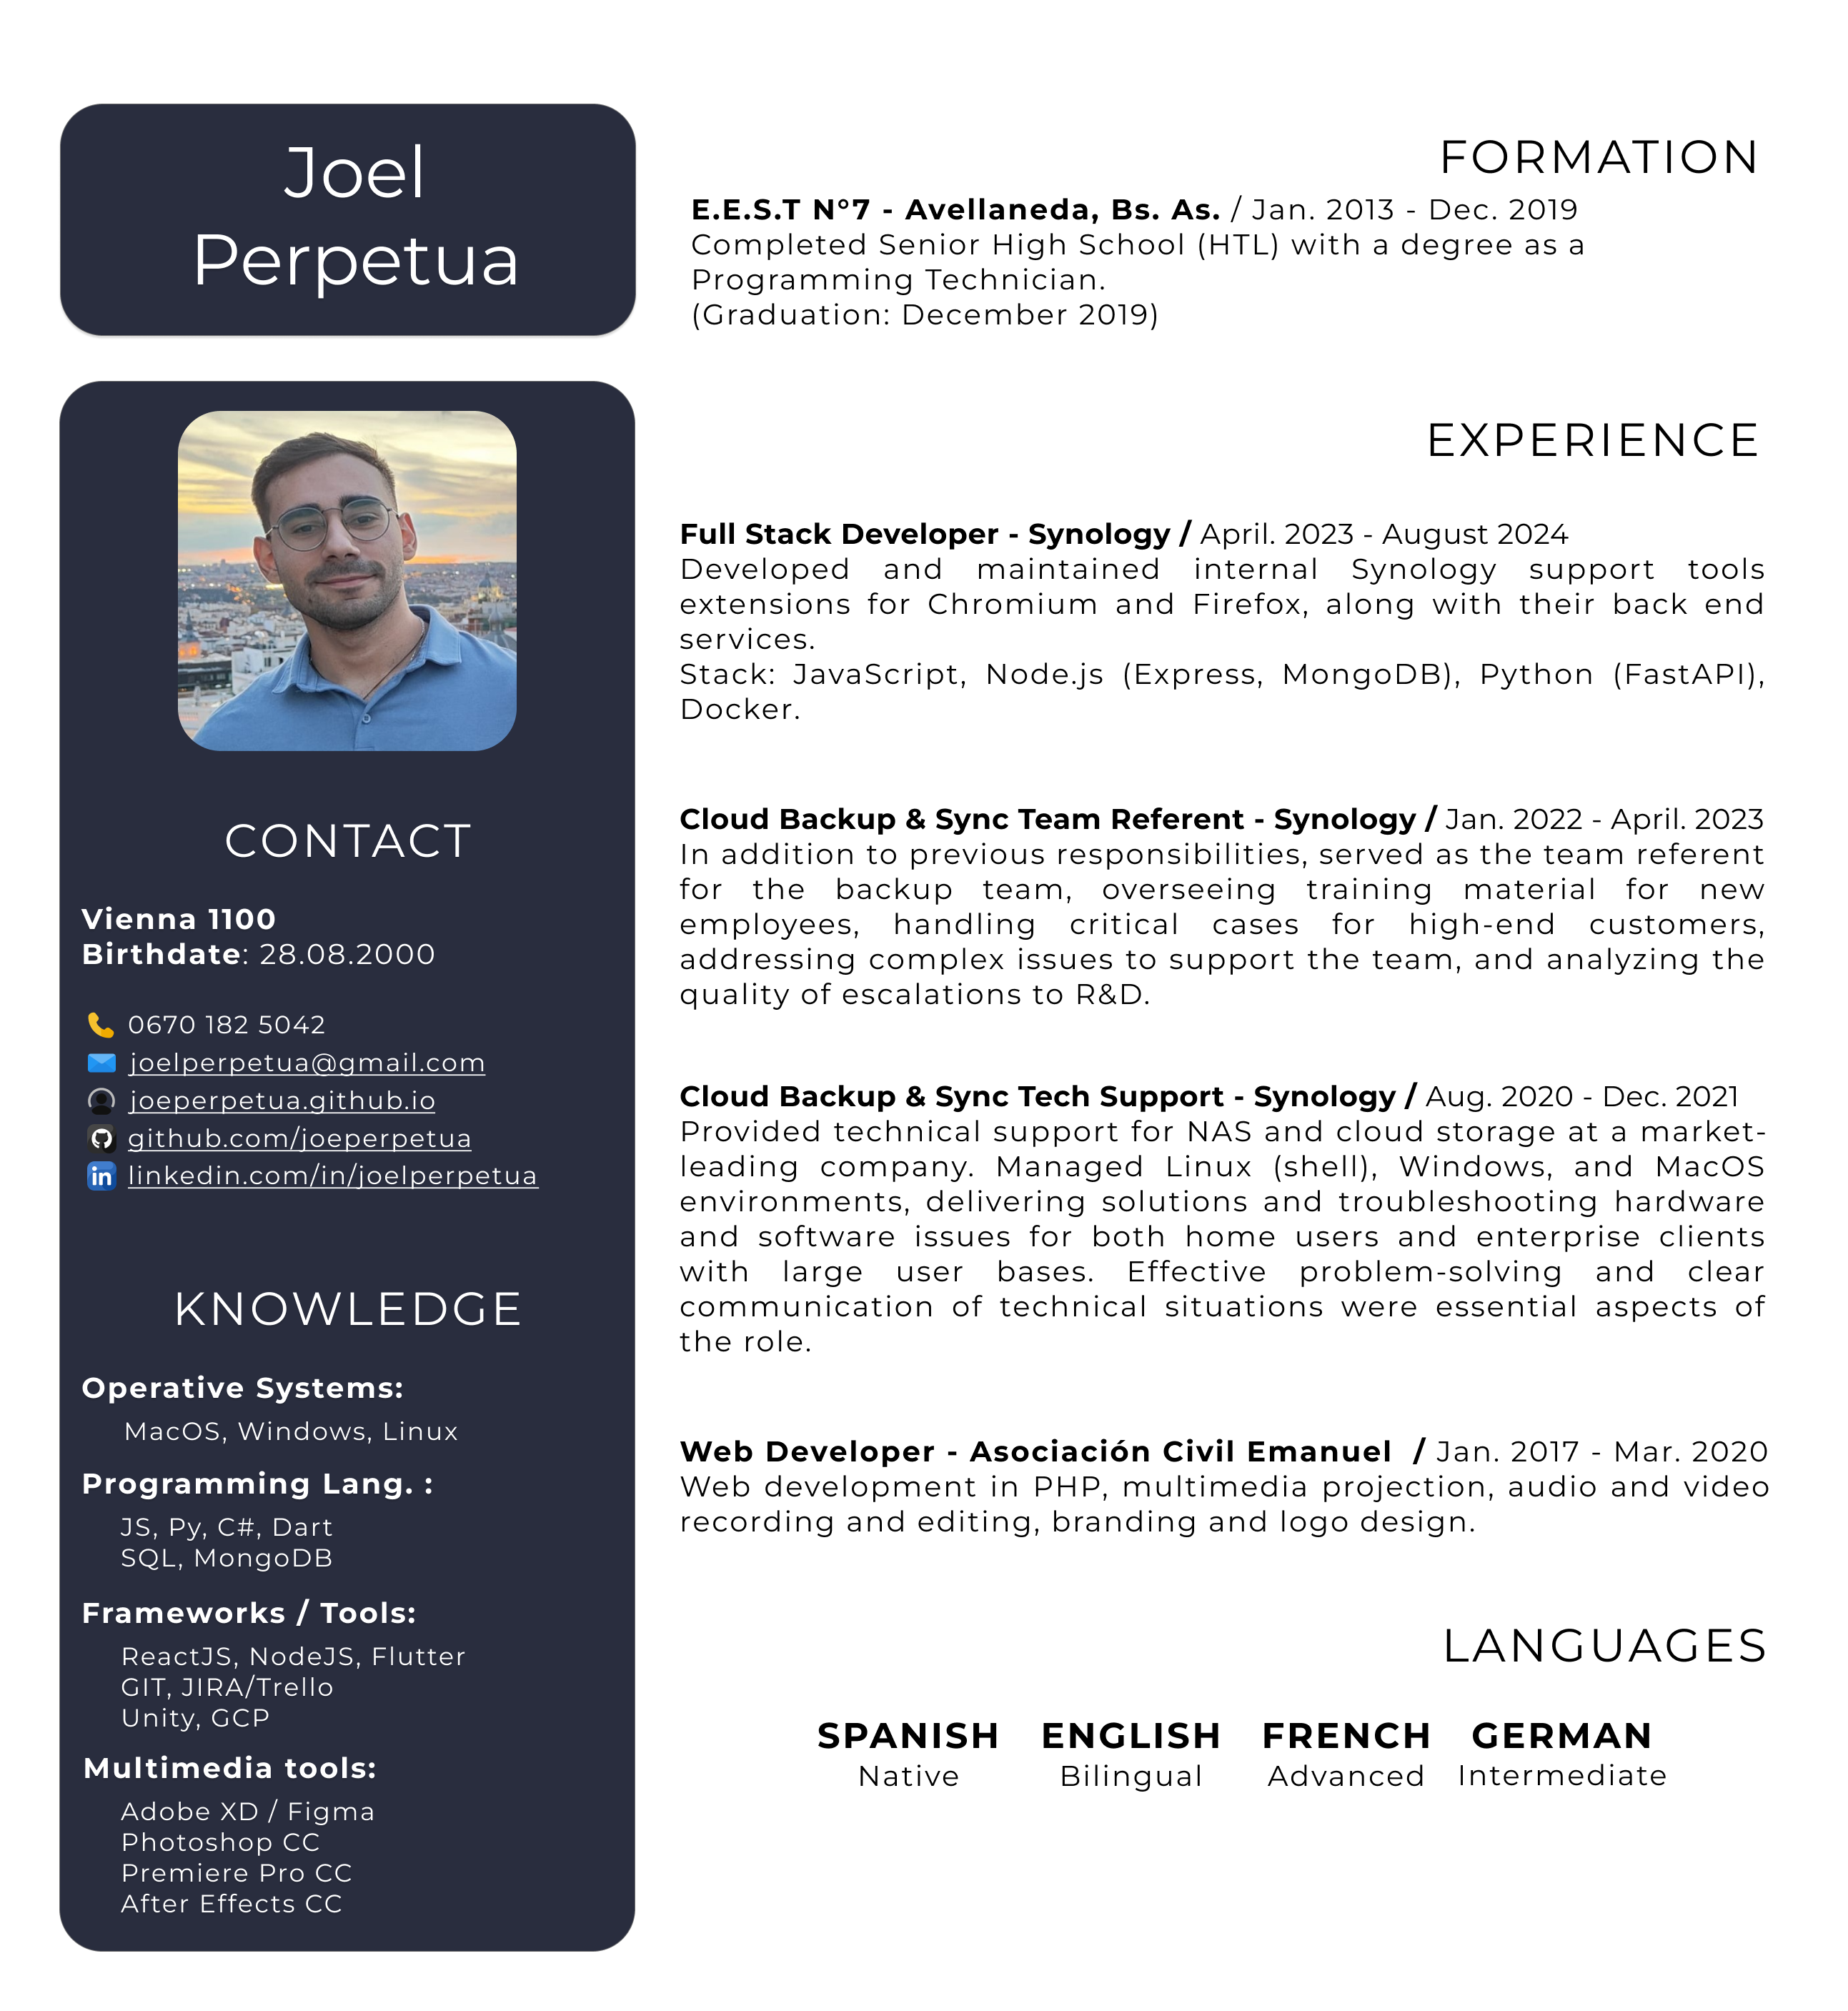 Joel
Perpetua
CONTACT
Vienna 1100
Birthdate: 28.08.2000
0670 182 5042
joelperpetua@gmail.com
joeperpetua.github.io
github.com/joeperpetua
in linkedin.com/in/joelperpetua
KNOWLEDGE
Operative Systems:
MacOS, Windows, Linux
Programming Lang. :
JS, Py, C#, Dart
SQL, MongoDB
Frameworks / Tools:
ReactJS, NodeJS, Flutter
GIT, JIRA/Trello
Unity, GCP
Multimedia tools:
Adobe XD / Figma
Photoshop CC
Premiere Pro CC
After Effects CC
FORMATION
E.E.S.T N°7 - Avellaneda, Bs. As. / Jan. 2013 - Dec. 2019
Completed Senior High School (HTL) with a degree as a
Programming Technician.
(Graduation: December 2019)
EXPERIENCE
Full Stack Developer - Synology / April. 2023 - August 2024
Developed and maintained internal Synology support tools
extensions for Chromium and Firefox, along with their back end
services.
Stack: JavaScript, Node.js (Express, MongoDB), Python (FastAPI),
Docker.
Cloud Backup & Sync Team Referent - Synology / Jan. 2022 - April. 2023
In addition to previous responsibilities, served as the team referent
for the backup team, overseeing training material for new
employees, handling critical cases for high-end customers,
addressing complex issues to support the team, and analyzing the
quality of escalations to R&D.
Cloud Backup & Sync Tech Support - Synology / Aug. 2020 - Dec. 2021
Provided technical support for NAS and cloud storage at a market-
leading company. Managed Linux (shell), Windows, and MacOS
environments, delivering solutions and troubleshooting hardware
and software issues for both home users and enterprise clients
with large user bases. Effective problem-solving and clear
communication of technical situations were essential aspects of
the role.
Web Developer - Asociación Civil Emanuel / Jan. 2017 - Mar. 2020
Web development in PHP, multimedia projection, audio and video
recording and editing, branding and logo design.
LANGUAGES
SPANISH ENGLISH FRENCH GERMAN
Native Bilingual Advanced Intermediate